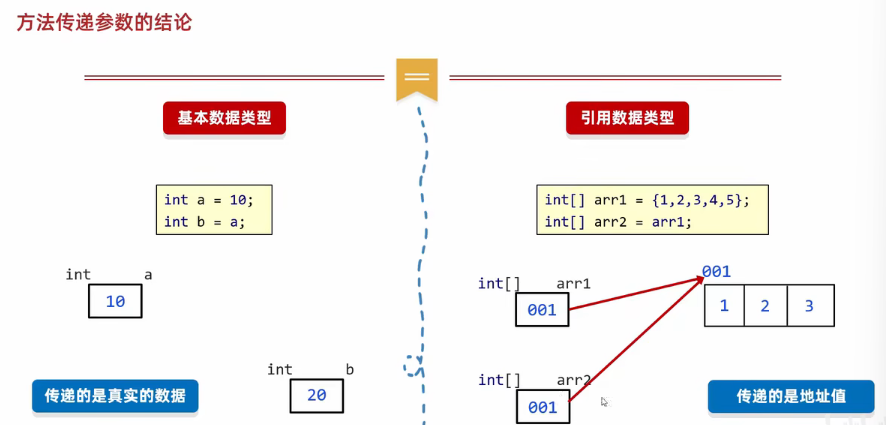 方法传递参数的结论
基本数据类型
引用数据类型
int a = 10;
int b = a;
int[] arr1 = {1,2,3,4,5};
int[] arr2 = arr1;
int a
10
int b
20
传递的是真实的数据
int[] arr1
001
001
1 2 3
int[] arr2
001
传递的是地址值